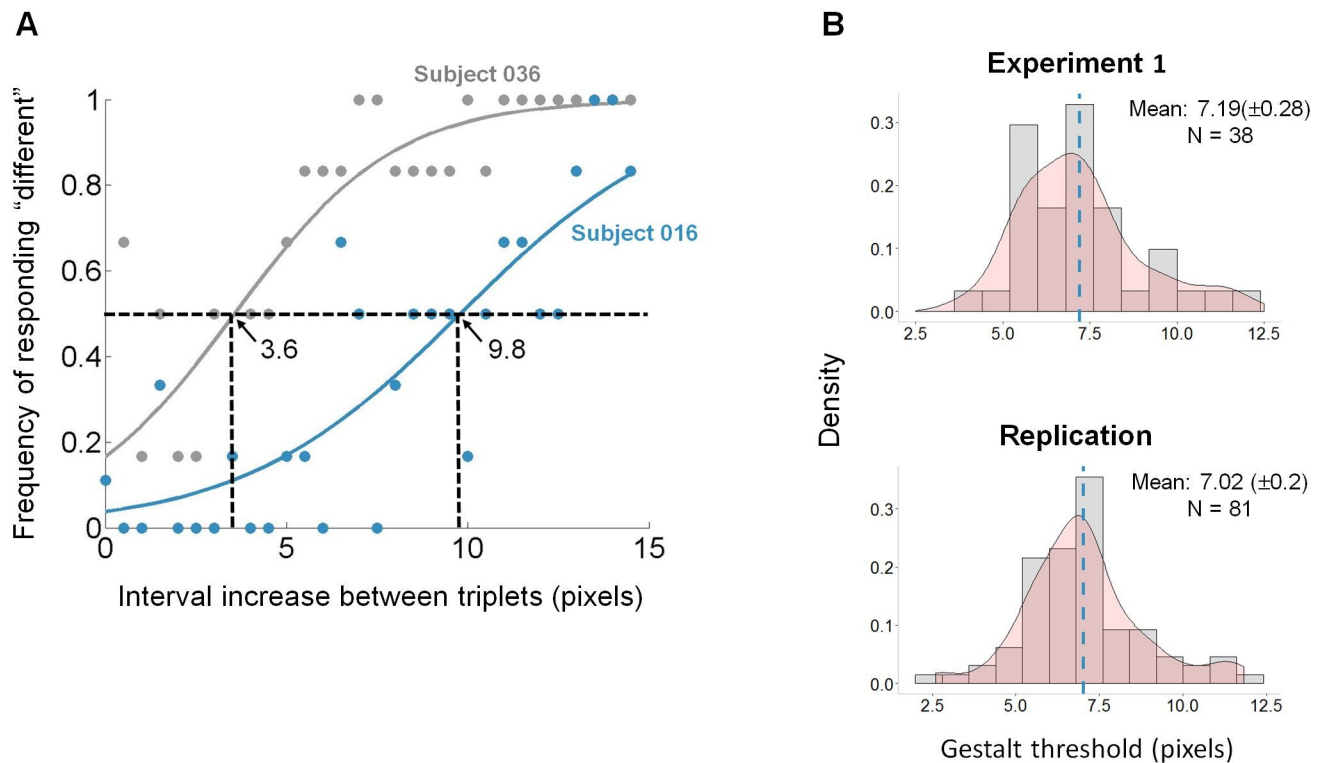 A
Subject 036
Frequency of responding “different”
1
0.8
0.6
0.4
0.2
0
Subject 016
3.6
9.8
0
5
10
15
Interval increase between triplets (pixels)
B
Experiment 1
Mean: 7.19(±0.28)
N = 38
0.3
0.2
0.1
0.0
2.5
5.0
7.5
10.0
12.5
Density
Replication
Mean: 7.02 (±0.2)
N = 81
0.3
0.2
0.1
0.0
2.5
5.0
7.5
10.0
12.5
Gestalt threshold (pixels)